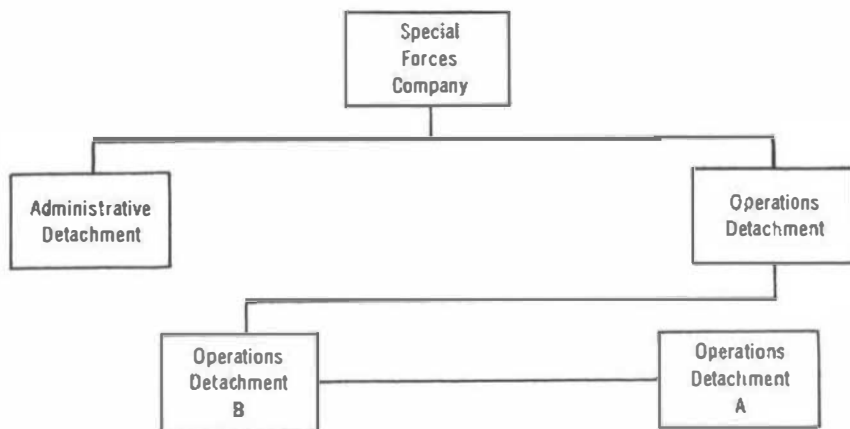 Special
Forces
Company
Administrative
Detachment
Operations
Detachment
Operations
Detachment
B
Operations
Detachment
A